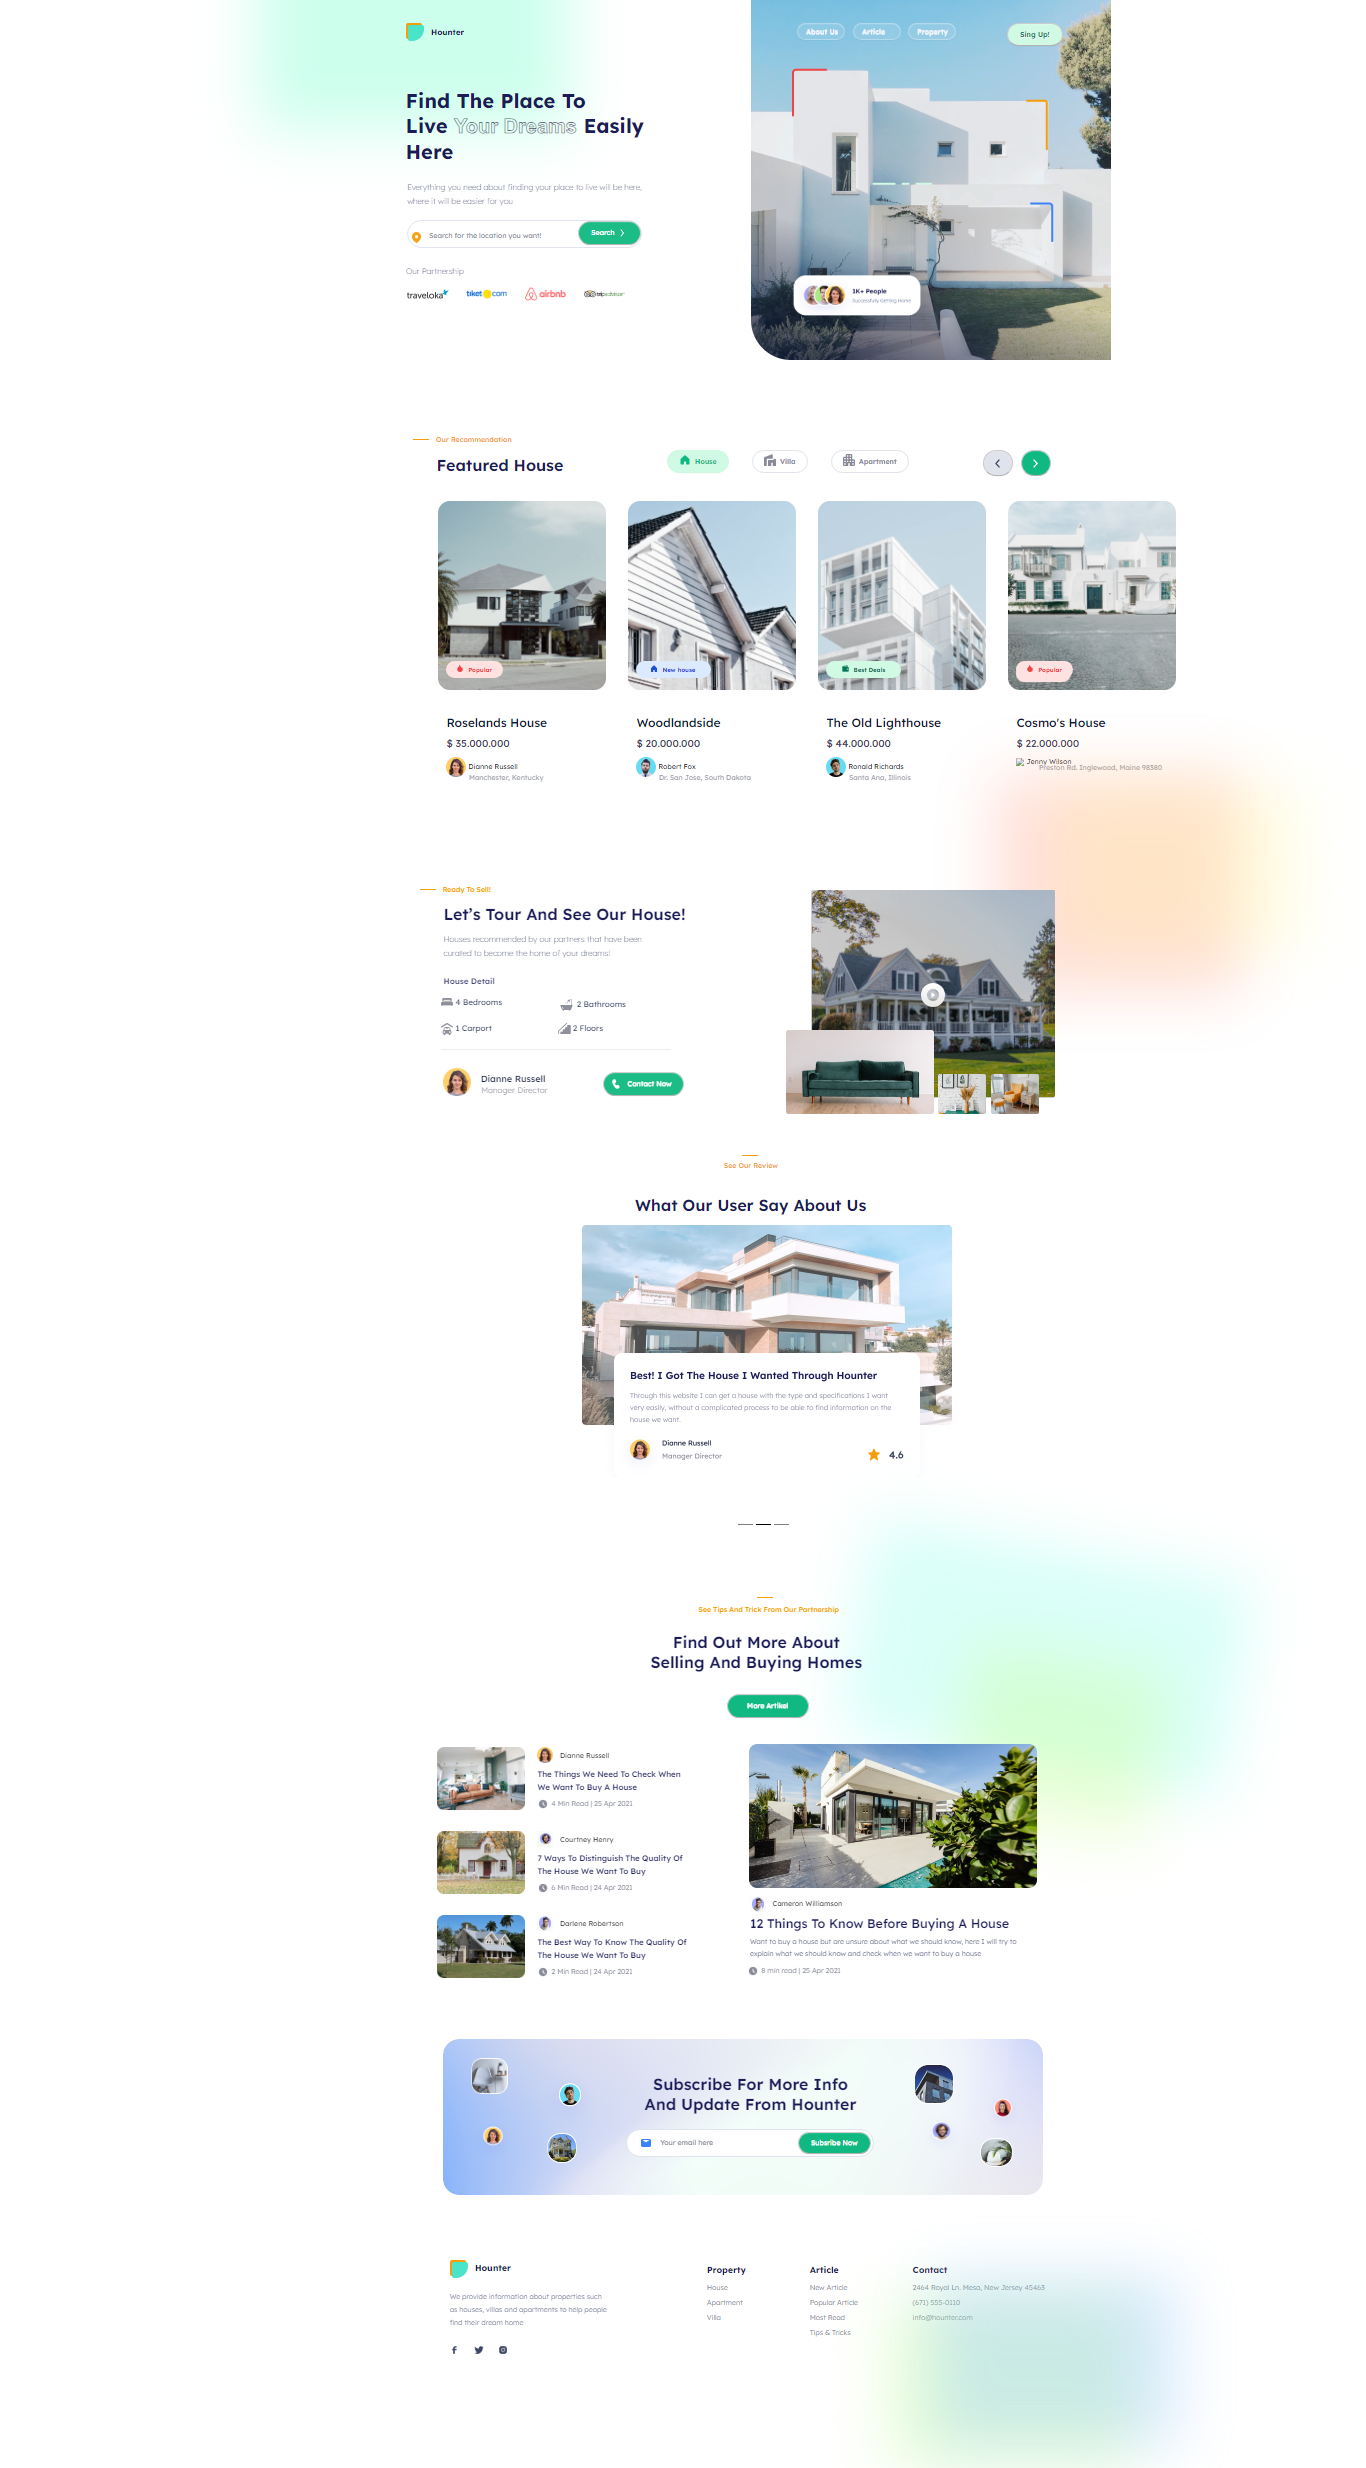 Hounter
About Us
Article
Property
Sing Up!
Find The Place To
Live Your Dreams Easily
Here
Everything you need about finding your place to live will be here,
where it will be easier for you
Search for the location you want!
Search
Our Partnership
traveloka
tiket com
airbnb
tripadvisor
1K+ People
Successfully Getting Home
Our Recommendation
Featured House
House
Villa
Apartment
Popular
New house
Best Deals
Popular
Roselands House
$ 35.000.000
Dianne Russell
Manchester, Kentucky
Woodlandside
$ 20.000.000
Robert Fox
Dr. San Jose, South Dakota
The Old Lighthouse
$ 44.000.000
Ronald Richards
Santa Ana, Illinois
Cosmo's House
$ 22.000.000
Jenny Wilson
Preston Rd. Inglewood, Maine 98380
Ready To Sell!
Let's Tour And See Our House!
Houses recommended by our partners that have been
curated to become the home of your dreams!
House Detail
4 Bedrooms
2 Bathrooms
1 Carport
2 Floors
Dianne Russell
Manager Director
Contact Now
See Our Review
What Our User Say About Us
Best! I Got The House I Wanted Through Hounter
Through this website I can get a house with the type and specifications I want
very easily, without a complicated process to be able to find information on the
house we want.
Dianne Russell
Manager Director
4.6
See Tips And Trick From Our Partnership
Find Out More About
Selling And Buying Homes
More Artikel
Dianne Russell
The Things We Need To Check When
We Want To Buy A House
4 Min Read | 25 Apr 2021
Courtney Henry
7 Ways To Distinguish The Quality Of
The House We Want To Buy
6 Min Read | 24 Apr 2021
Darlene Robertson
The Best Way To Know The Quality Of
The House We Want To Buy
2 Min Read | 24 Apr 2021
Cameron Williamson
12 Things To Know Before Buying A House
Want to buy a house but are unsure about what we should know, here I will try to
explain what we should know and check when we want to buy a house
8 min read | 25 Apr 2021
Subscribe For More Info
And Update From Hounter
Your email here
Subsribe Now
Hounter
We provide information about properties such
as houses, villas and apartments to help people
find their dream home
Property
House
Apartment
Villa
Article
New Article
Popular Article
Most Read
Tips & Tricks
Contact
2464 Royal Ln. Mesa, New Jersey 45463
(671) 555-0110
info@hounter.com